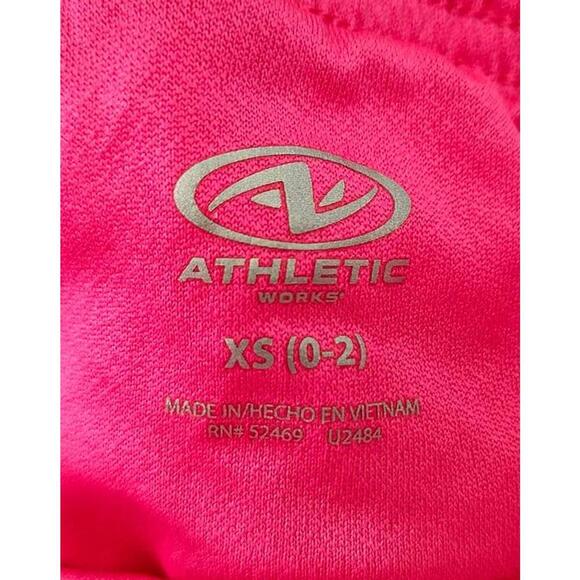 ATHLETIC
WORKS®
XS (0-2)
MADE IN/HECHO EN VIETNAM
RN# 52469 U2484